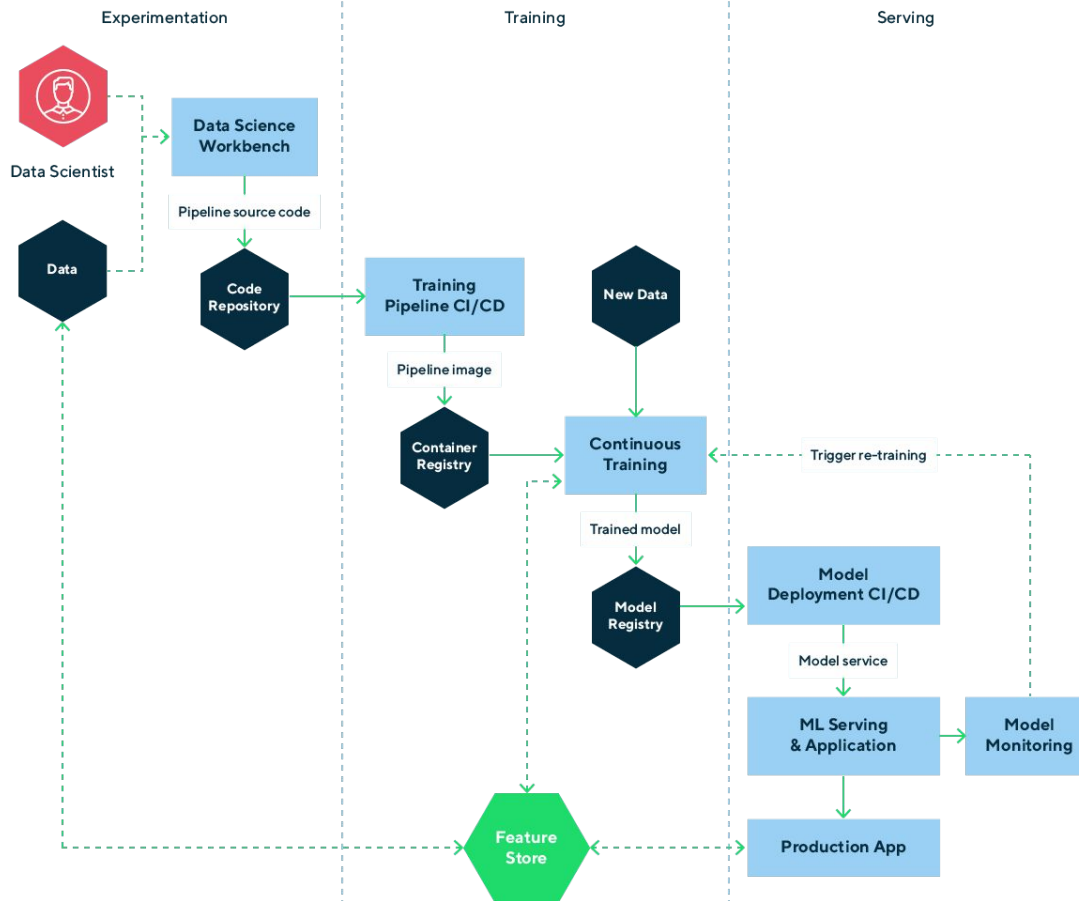 Experimentation
Training
Serving
Data Scientist
Data Science
Workbench
Pipeline source code
Data
Code
Repository
Training
Pipeline CI/CD
New Data
Pipeline image
Container
Registry
Continuous
Training
Trigger re-training
Trained model
Model
Registry
Model
Deployment CI/CD
Model service
ML Serving
& Application
Model
Monitoring
Feature
Store
Production App